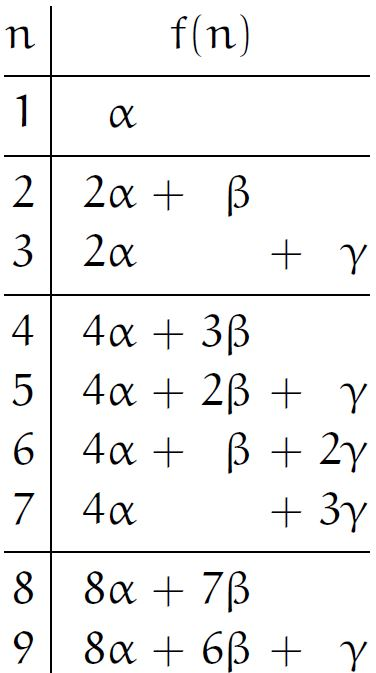 n f(n)
1 α
2 2α + β
3 2α + γ
4 4α + 3β
5 4α + 2β + γ
6 4α + β + 2γ
7 4α + 3γ
8 8α + 7β
9 8α + 6β + γ